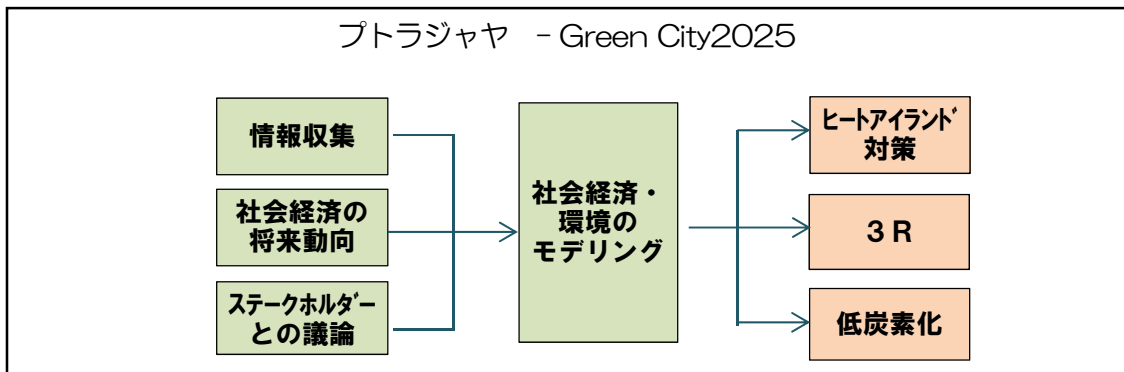 プトラジャヤ －Green City2025
情報収集
社会経済の
将来動向
ステークホルダー
との議論
社会経済・
環境の
モデリング
ヒートアイランド
対策
３Ｒ
低炭素化